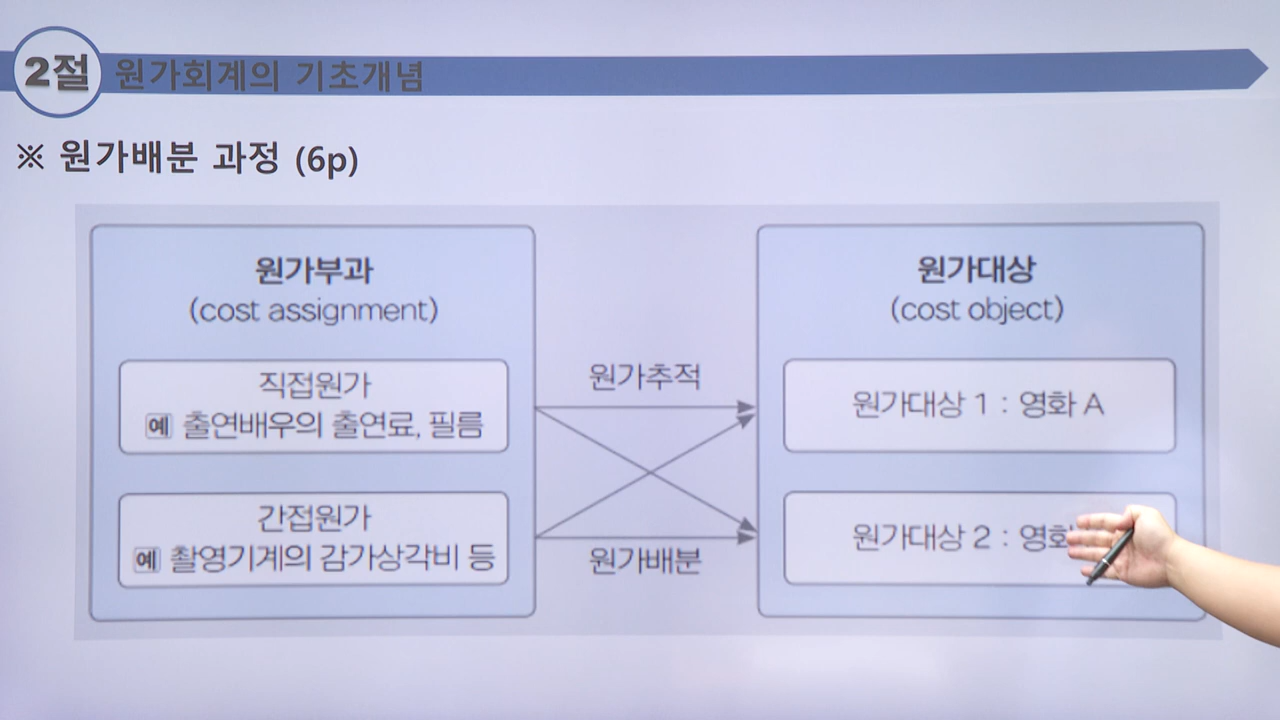 2절 원가회계의 기초개념
※ 원가배분 과정 (6p)
원가부과
(cost assignment)
직접원가
예 출연배우의 출연료, 필름
간접원가
예 촬영기계의 감가상각비 등
원가추적
원가배분
원가대상
(cost object)
원가대상 1 : 영화 A
원가대상 2 : 영화